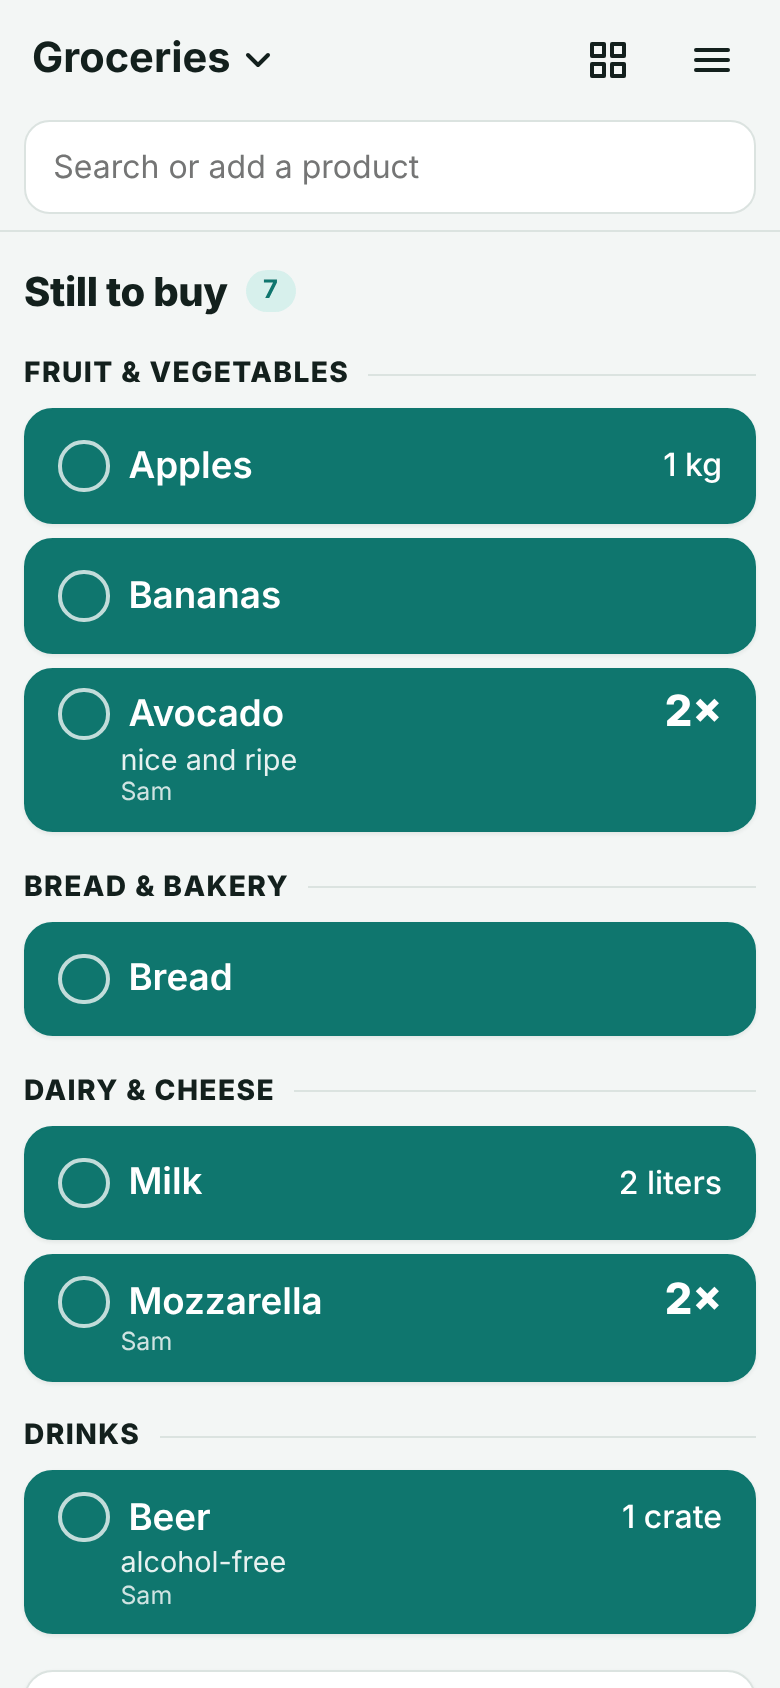 Groceries
Search or add a product
Still to buy 7
FRUIT & VEGETABLES
Apples 1 kg
Bananas
Avocado 2×
nice and ripe
Sam
BREAD & BAKERY
Bread
DAIRY & CHEESE
Milk 2 liters
Mozzarella 2×
Sam
DRINKS
Beer 1 crate
alcohol-free
Sam